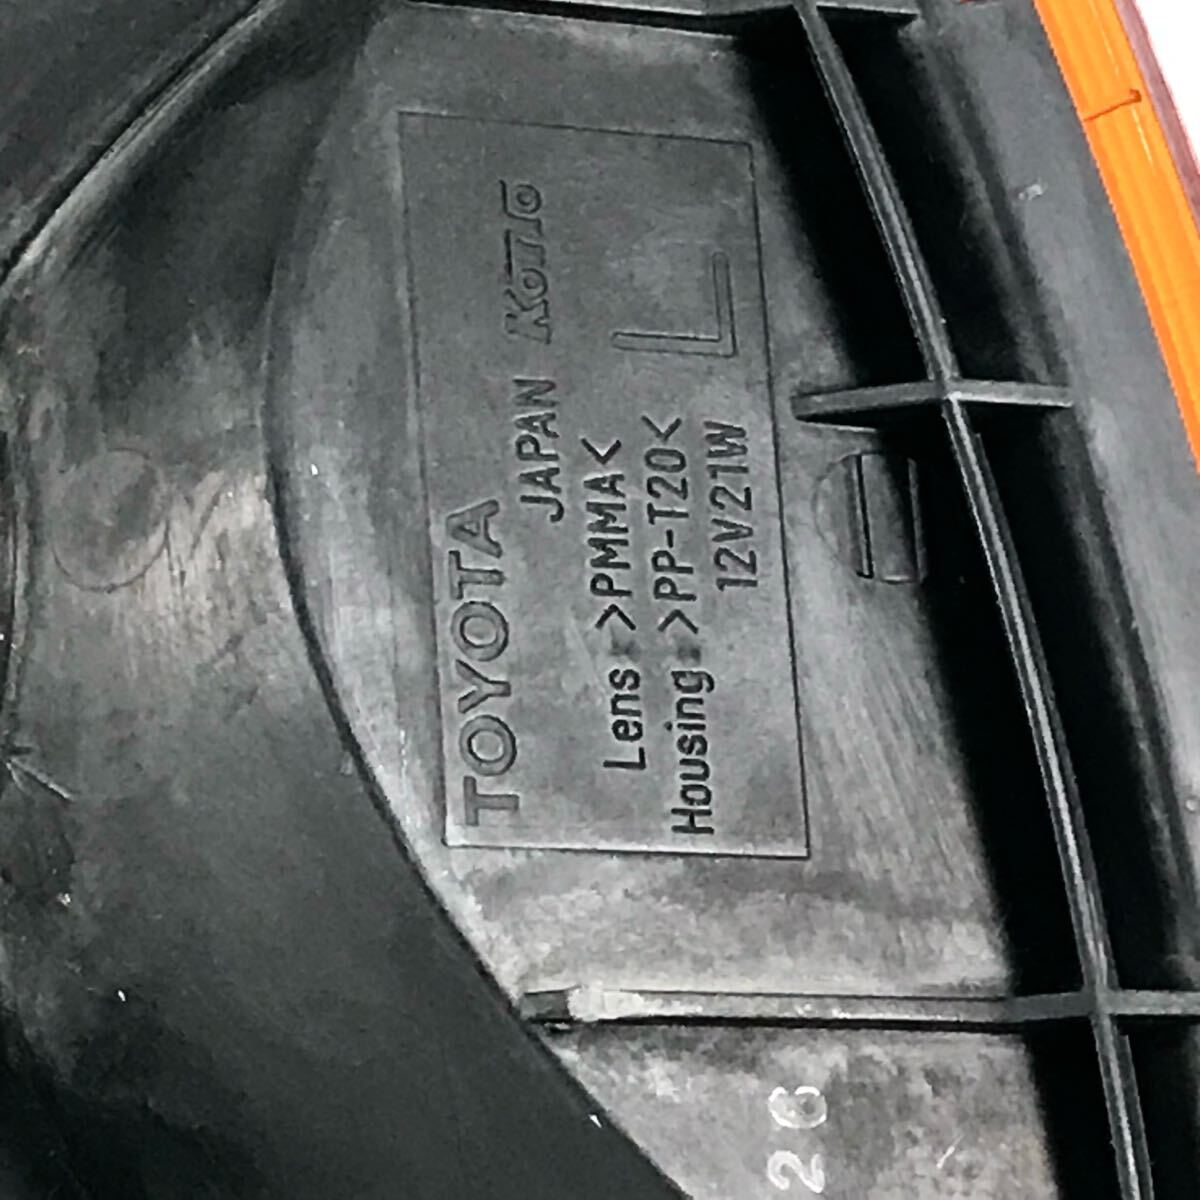 TOYOTA
JAPAN KOITO
Lens:>PMMA<
Housing:>PP-T20<
12V21W
L
26